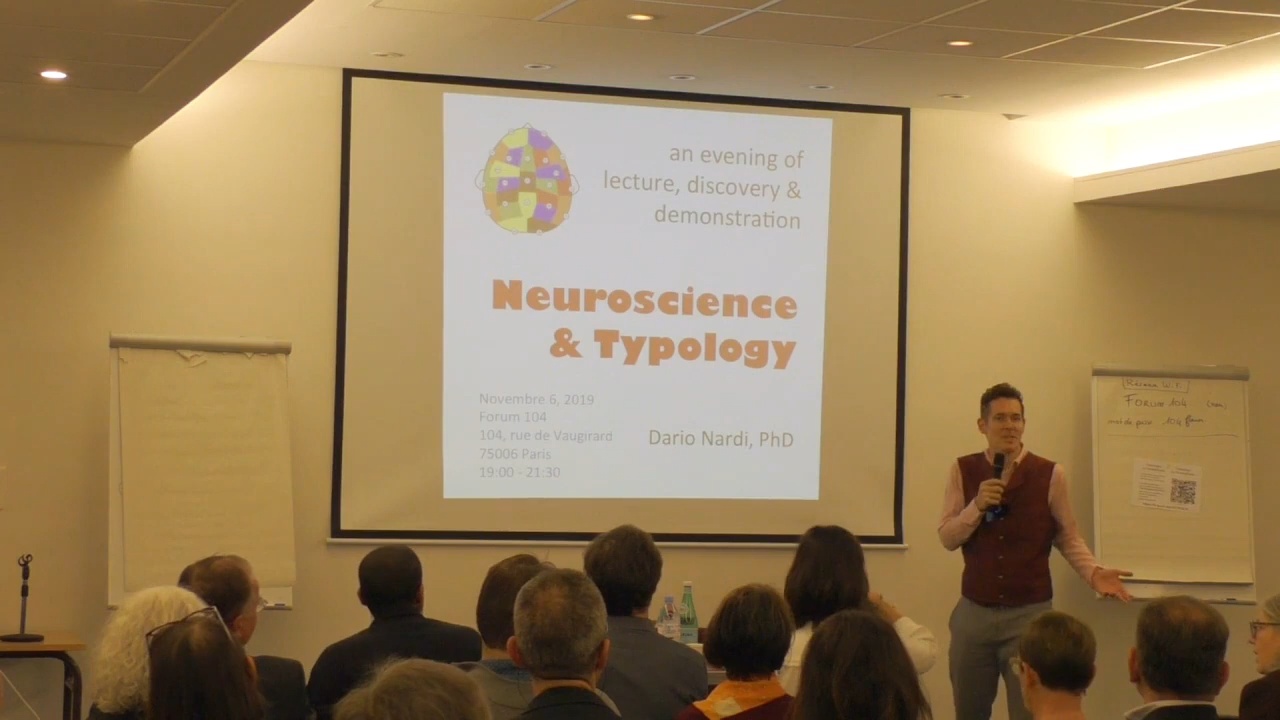 an evening of
lecture, discovery &
demonstration
Neuroscience
& Typology
Novembre 6, 2019
Forum 104
104, rue de Vaugirard
75006 Paris
19:00 - 21:30
Dario Nardi, PhD
Forum 104